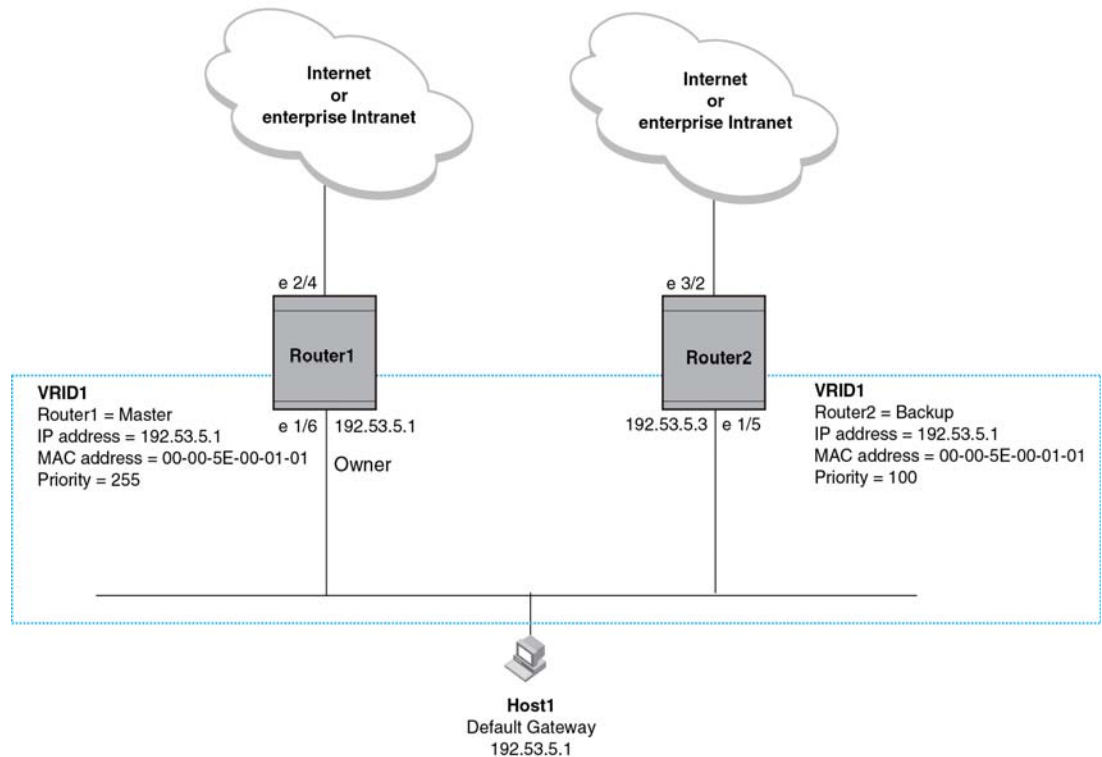 Internet
or
enterprise Intranet
Internet
or
enterprise Intranet
e 2/4
e 3/2
Router1
Router2
VRID1
Router1 = Master
IP address = 192.53.5.1
MAC address = 00-00-5E-00-01-01
Priority = 255
e 1/6
192.53.5.1
Owner
192.53.5.3
e 1/5
VRID1
Router2 = Backup
IP address = 192.53.5.1
MAC address = 00-00-5E-00-01-01
Priority = 100
Host1
Default Gateway
192.53.5.1